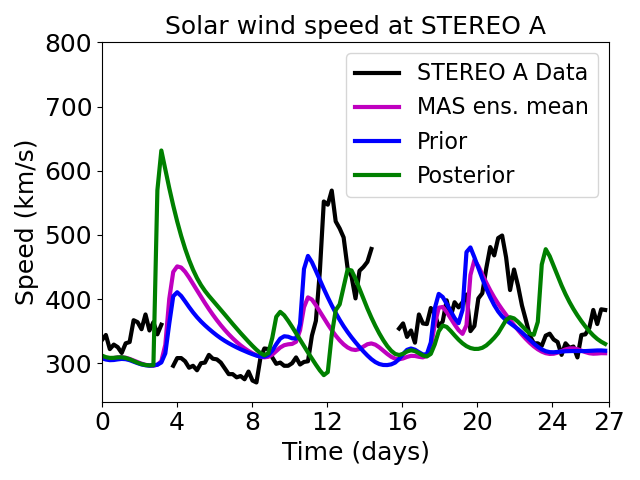 Solar wind speed at STEREO A
800
700
600
500
400
300
Speed (km/s)
STEREO A Data
MAS ens. mean
Prior
Posterior
0 4 8 12 16 20 24 27
Time (days)